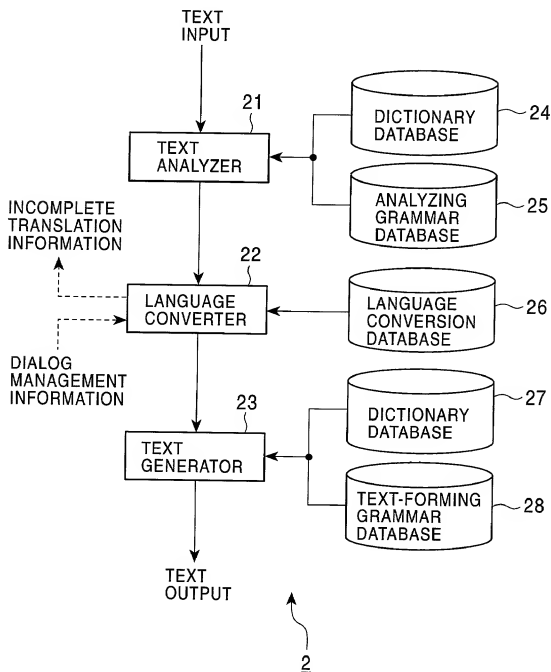 TEXT
INPUT
21
TEXT
ANALYZER
DICTIONARY
DATABASE
24
ANALYZING
GRAMMAR
DATABASE
25
INCOMPLETE
TRANSLATION
INFORMATION
22
LANGUAGE
CONVERTER
LANGUAGE
CONVERSION
DATABASE
26
DIALOG
MANAGEMENT
INFORMATION
23
TEXT
GENERATOR
DICTIONARY
DATABASE
27
TEXT-FORMING
GRAMMAR
DATABASE
28
TEXT
OUTPUT
2